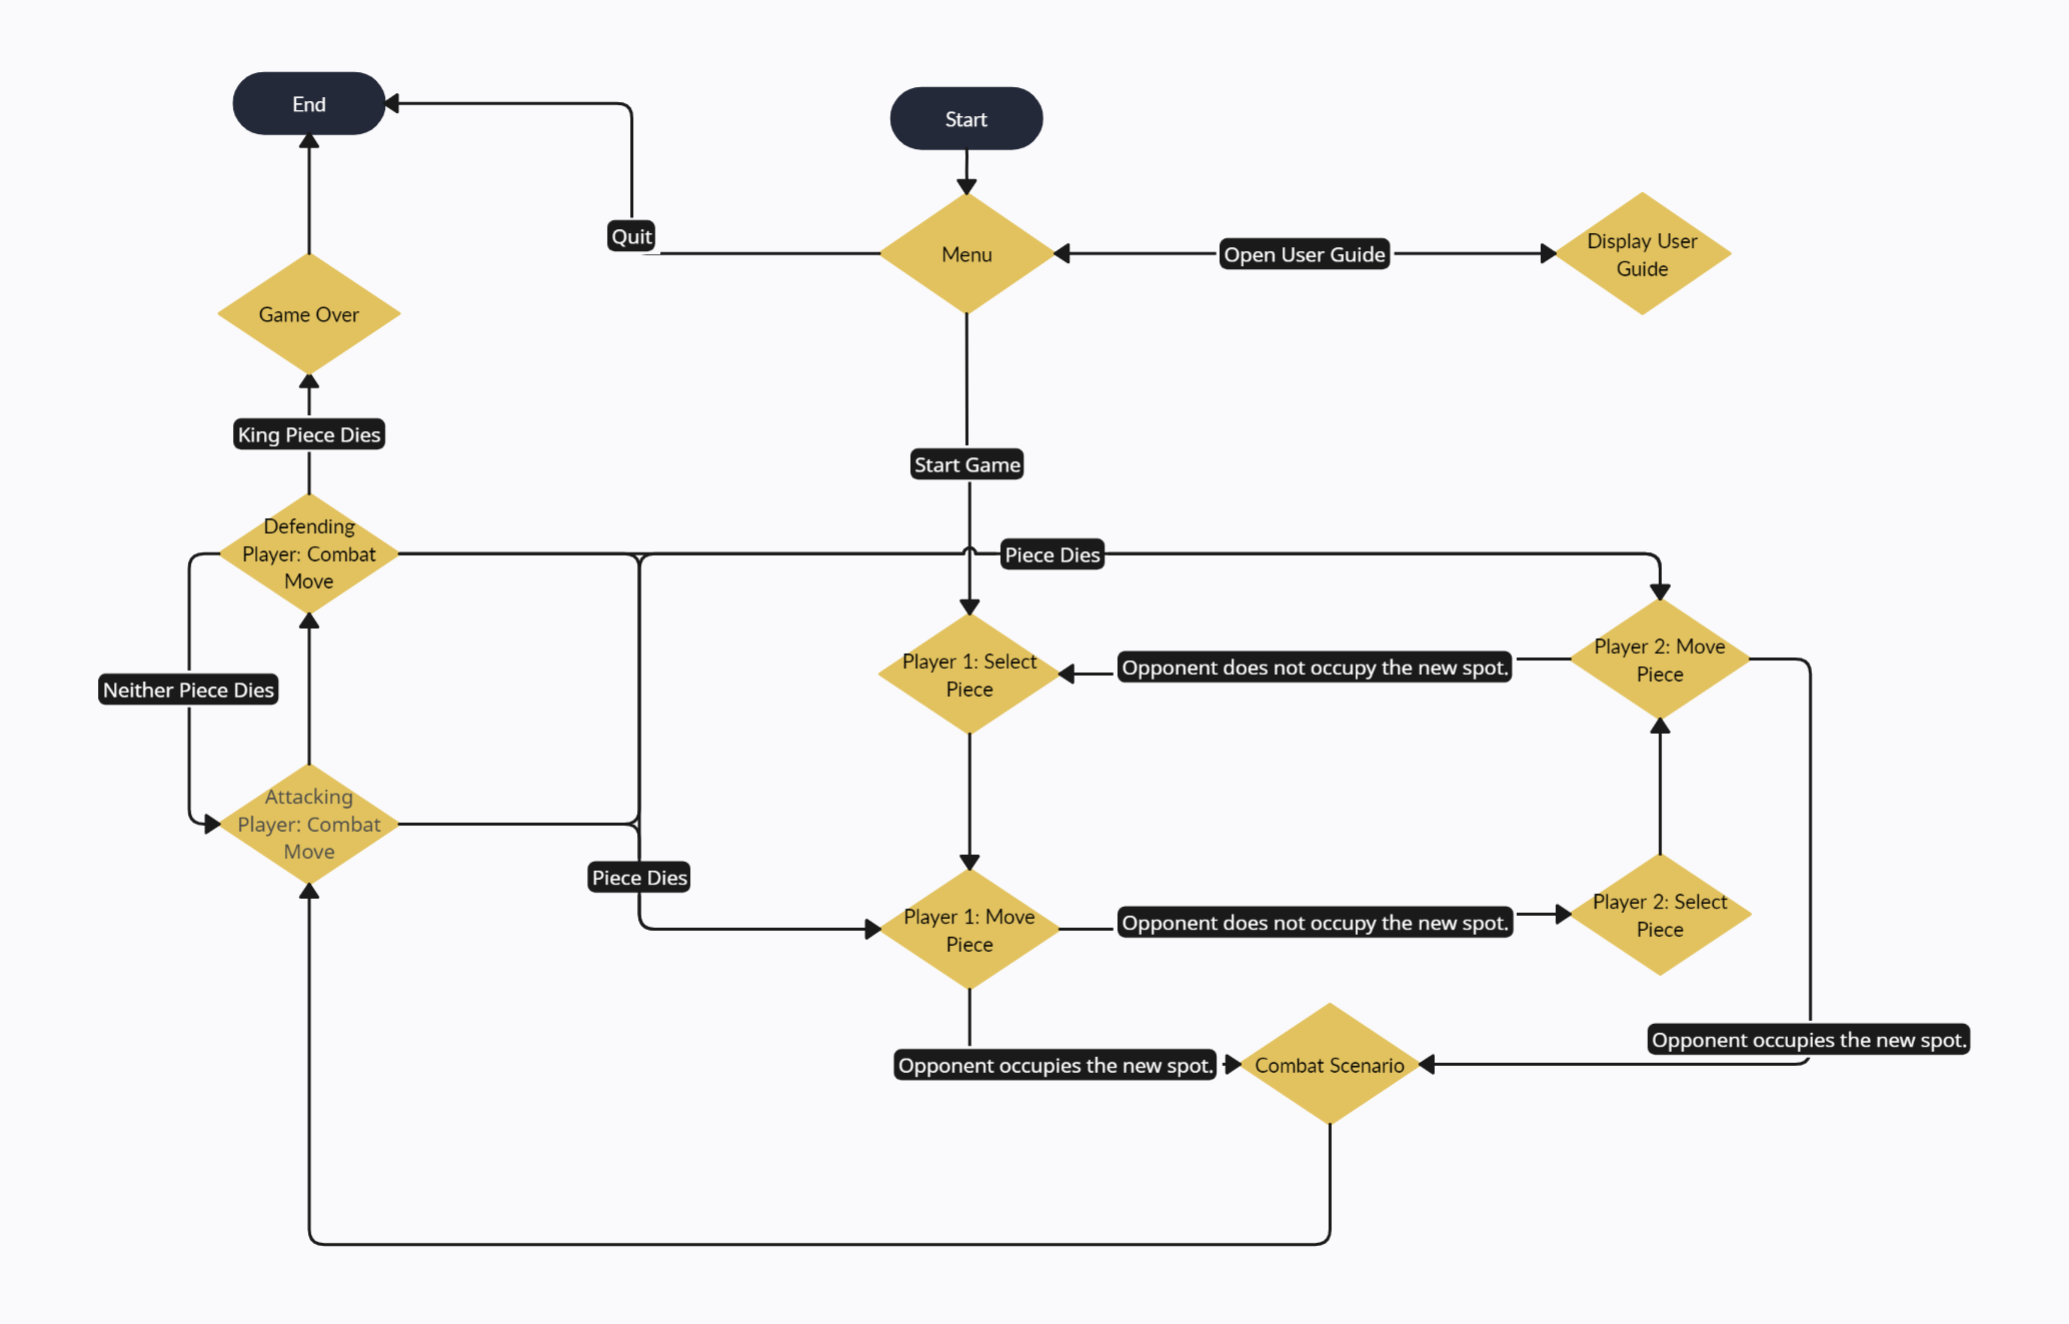 End
Start
Quit
Menu
Open User Guide
Display User
Guide
Game Over
King Piece Dies
Start Game
Defending
Player: Combat
Move
Piece Dies
Player 1: Select
Piece
Opponent does not occupy the new spot.
Player 2: Move
Piece
Neither Piece Dies
Attacking
Player: Combat
Move
Piece Dies
Player 1: Move
Piece
Opponent does not occupy the new spot.
Player 2: Select
Piece
Opponent occupies the new spot.
Combat Scenario
Opponent occupies the new spot.